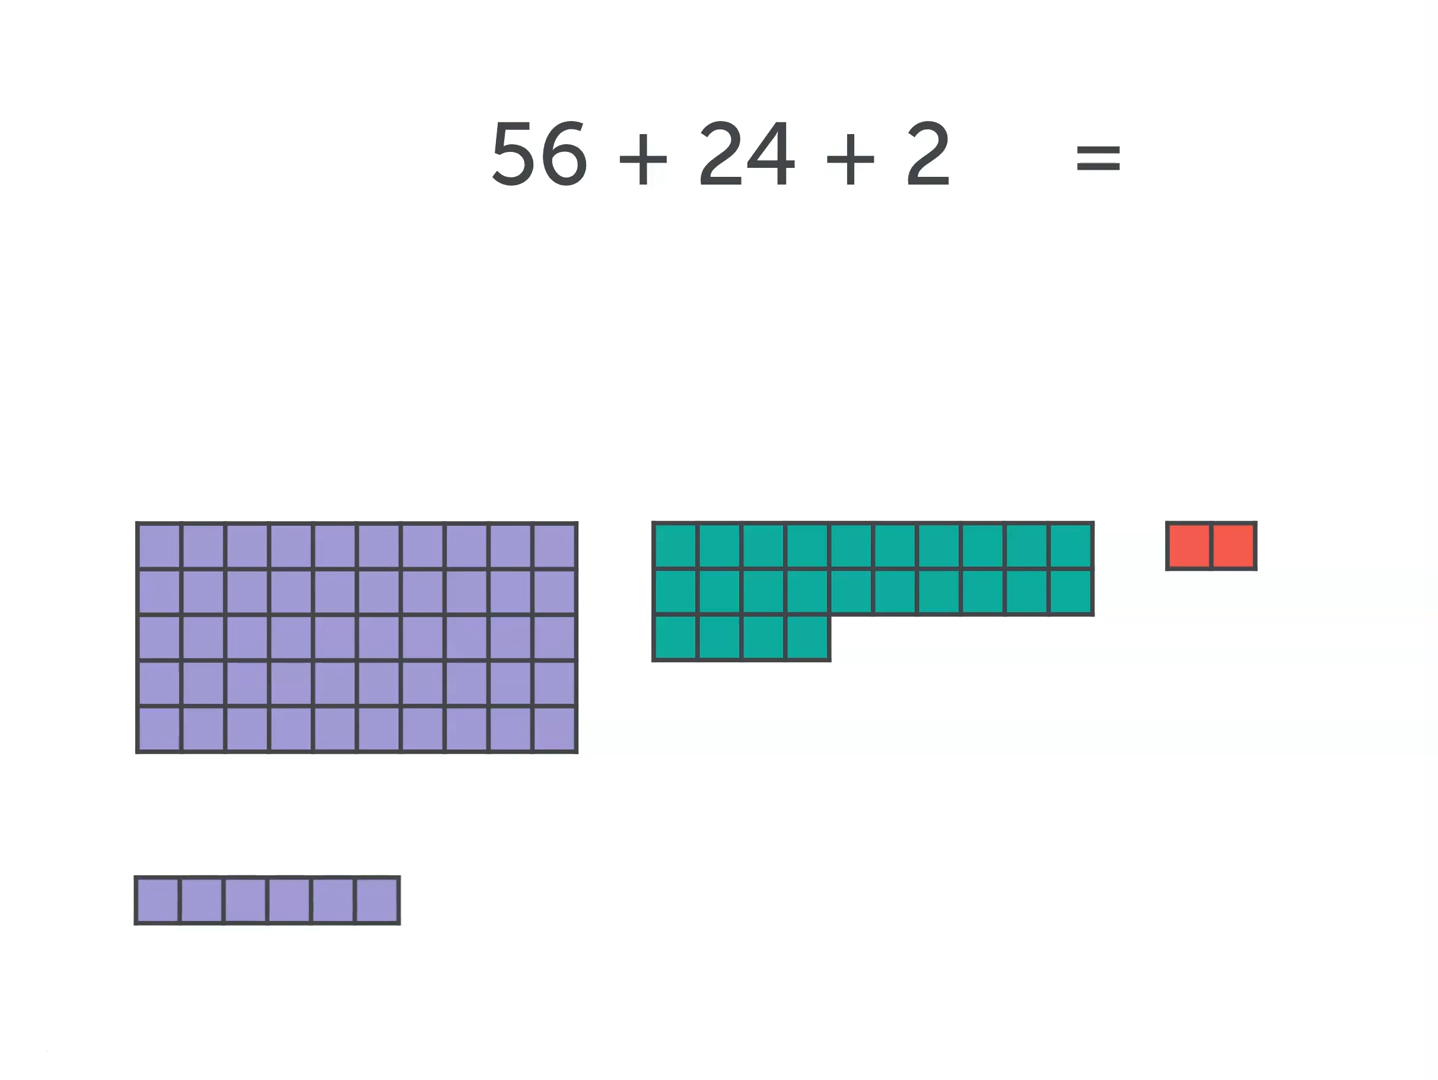 56 + 24 + 2 =